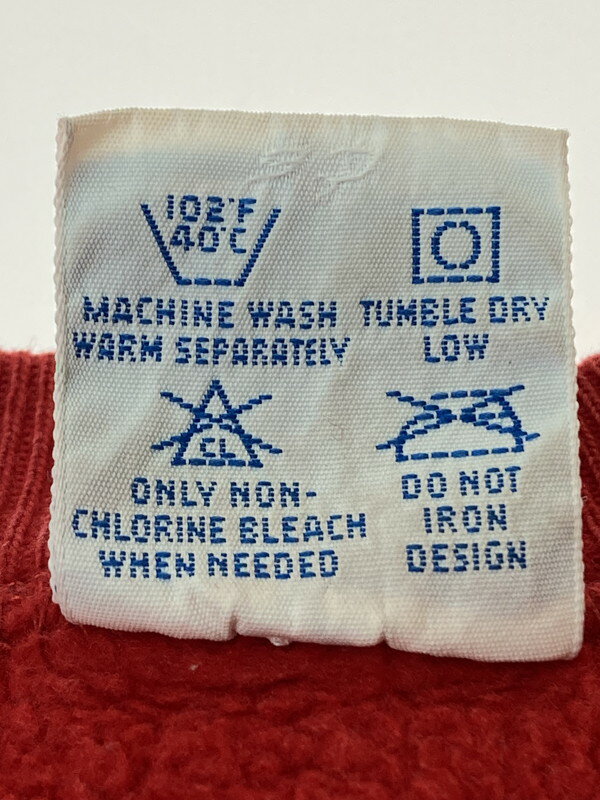 102°F
40°C
MACHINE WASH
WARM SEPARATELY
TUMBLE DRY
LOW
CL
ONLY NON-
CHLORINE BLEACH
WHEN NEEDED
DO NOT
IRON
DESIGN